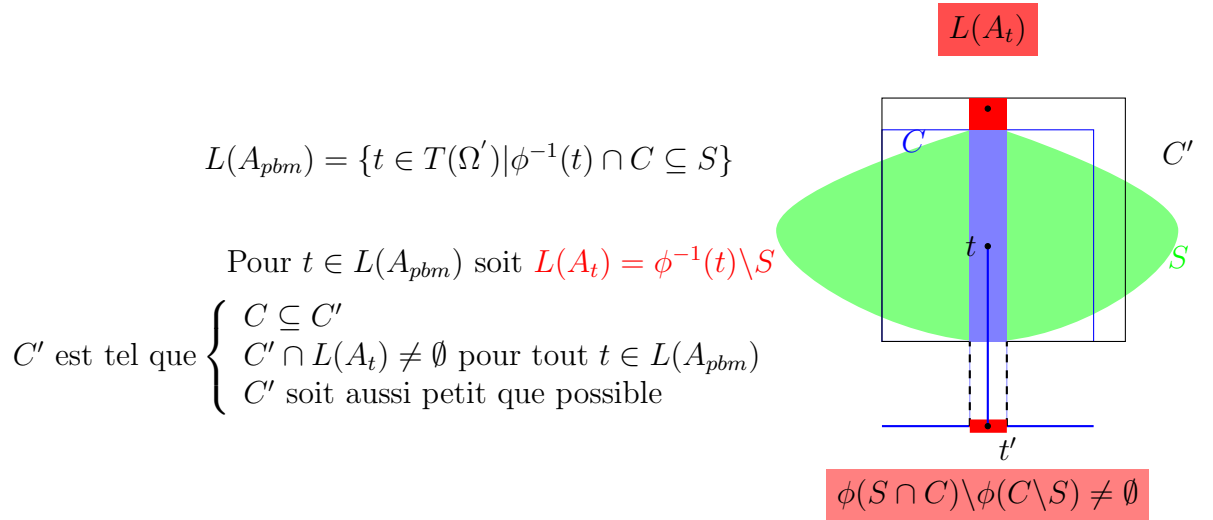 L(A_t)
L(A_{pbm}) = {t ∈ T(Ω')|ϕ^{-1}(t) ∩ C ⊆ S}
Pour t ∈ L(A_{pbm}) soit L(A_t) = ϕ^{-1}(t)\S
C' est tel que {
C ⊆ C'
C' ∩ L(A_t) ≠ ∅ pour tout t ∈ L(A_{pbm})
C' soit aussi petit que possible
C
C'
t
S
t'
ϕ(S ∩ C)\ϕ(C\S) ≠ ∅